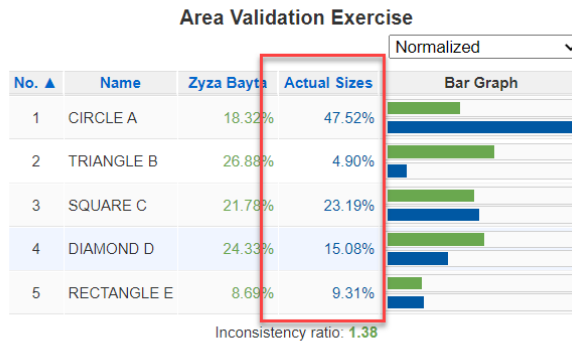 Area Validation Exercise
Normalized
No. ▲ Name Zyza Bayta Actual Sizes Bar Graph
1 CIRCLE A 18.32% 47.52%
2 TRIANGLE B 26.88% 4.90%
3 SQUARE C 21.78% 23.19%
4 DIAMOND D 24.33% 15.08%
5 RECTANGLE E 8.69% 9.31%
Inconsistency ratio: 1.38